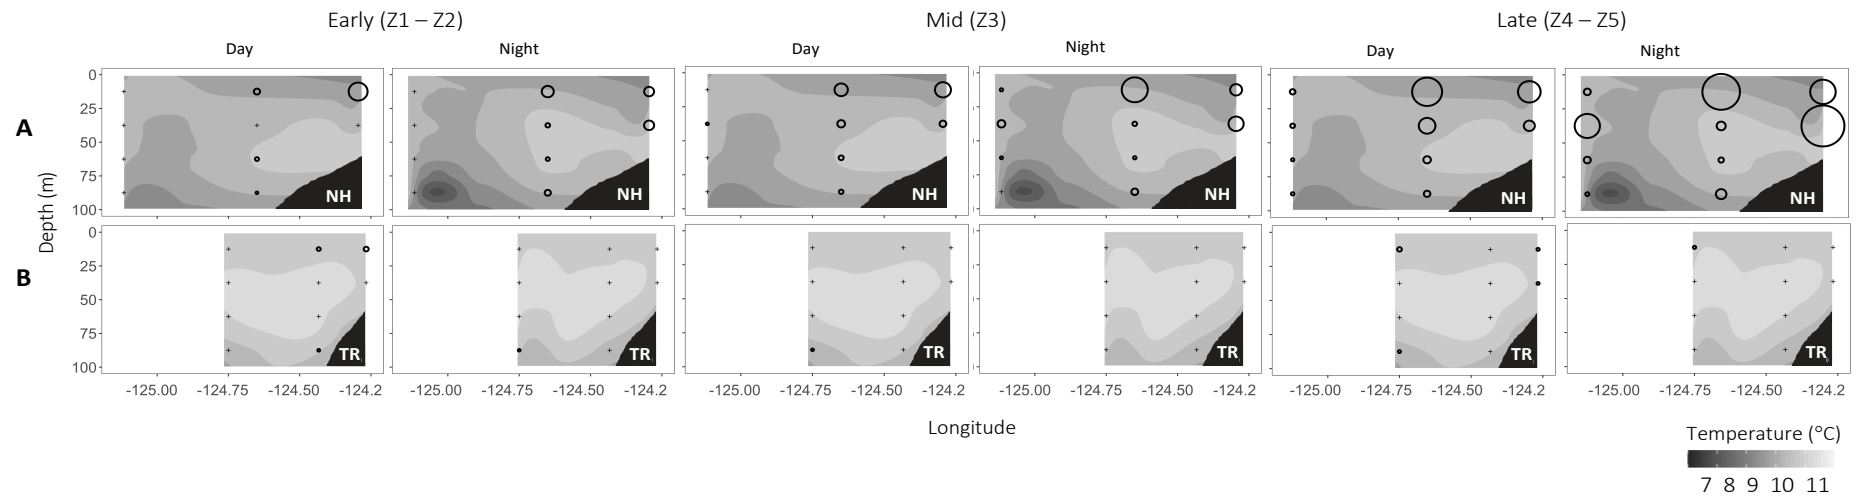 Early (Z1 – Z2) Mid (Z3) Late (Z4 – Z5)
Day Night Day Night Day Night
A
B
Depth (m)
0
25
50
75
100
NH NH NH NH NH NH
0
25
50
75
100
TR TR TR TR TR TR
-125.00 -124.75 -124.50 -124.2 -125.00 -124.75 -124.50 -124.2 -125.00 -124.75 -124.50 -124.2 -125.00 -124.75 -124.50 -124.2 -125.00 -124.75 -124.50 -124.2 -125.00 -124.75 -124.50 -124.2
Longitude
Temperature (°C)
7 8 9 10 11